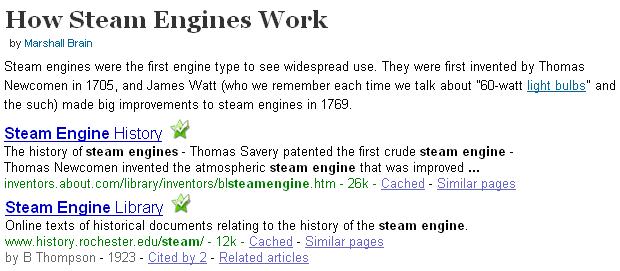 How Steam Engines Work
by Marshall Brain
Steam engines were the first engine type to see widespread use. They were first invented by Thomas
Newcomen in 1705, and James Watt (who we remember each time we talk about "60-watt light bulbs" and
the such) made big improvements to steam engines in 1769.
Steam Engine History
The history of steam engines - Thomas Savery patented the first crude steam engine -
Thomas Newcomen invented the atmospheric steam engine that was improved ...
inventors.about.com/library/inventors/blsteamengine.htm - 26k - Cached - Similar pages
Steam Engine Library
Online texts of historical documents relating to the history of the steam engine.
www.history.rochester.edu/steam/ - 12k - Cached - Similar pages
by B Thompson - 1923 - Cited by 2 - Related articles